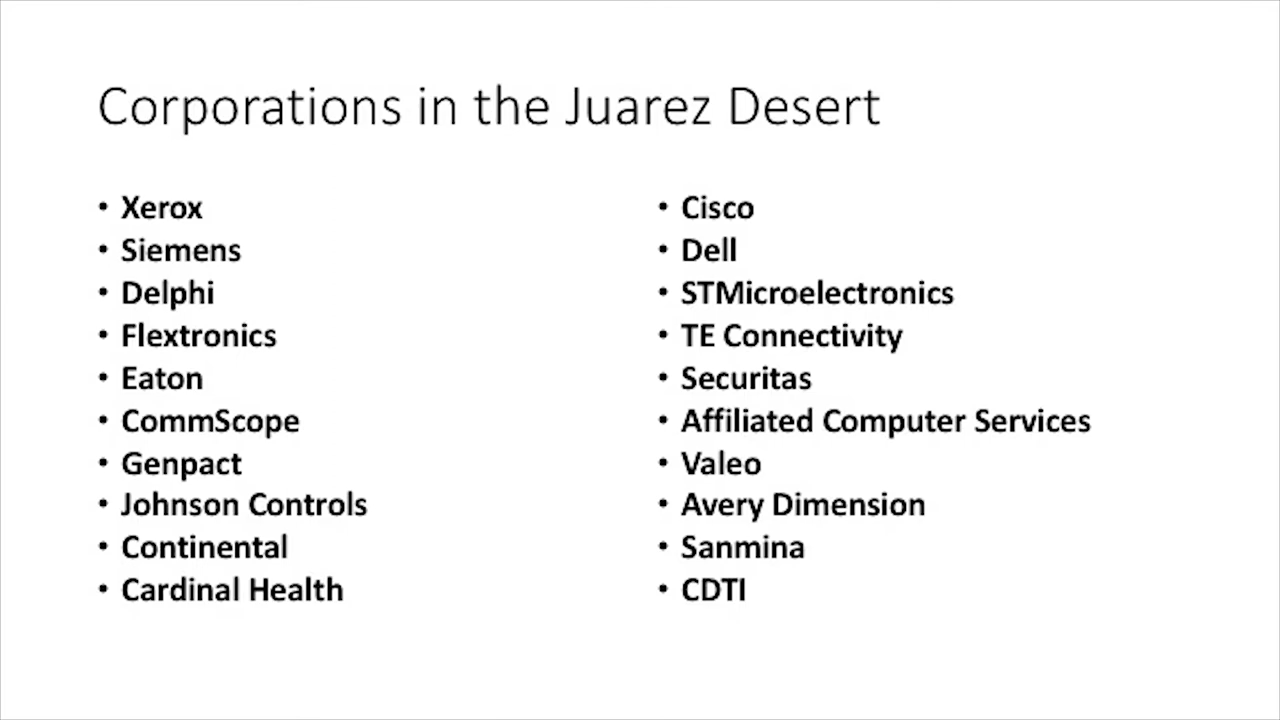 Corporations in the Juarez Desert
• Xerox
• Siemens
• Delphi
• Flextronics
• Eaton
• CommScope
• Genpact
• Johnson Controls
• Continental
• Cardinal Health
• Cisco
• Dell
• STMicroelectronics
• TE Connectivity
• Securitas
• Affiliated Computer Services
• Valeo
• Avery Dimension
• Sanmina
• CDTI